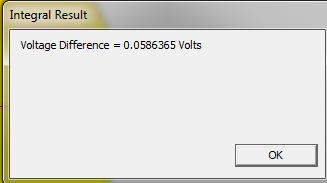 Integral Result
Voltage Difference = 0.0586365 Volts
OK